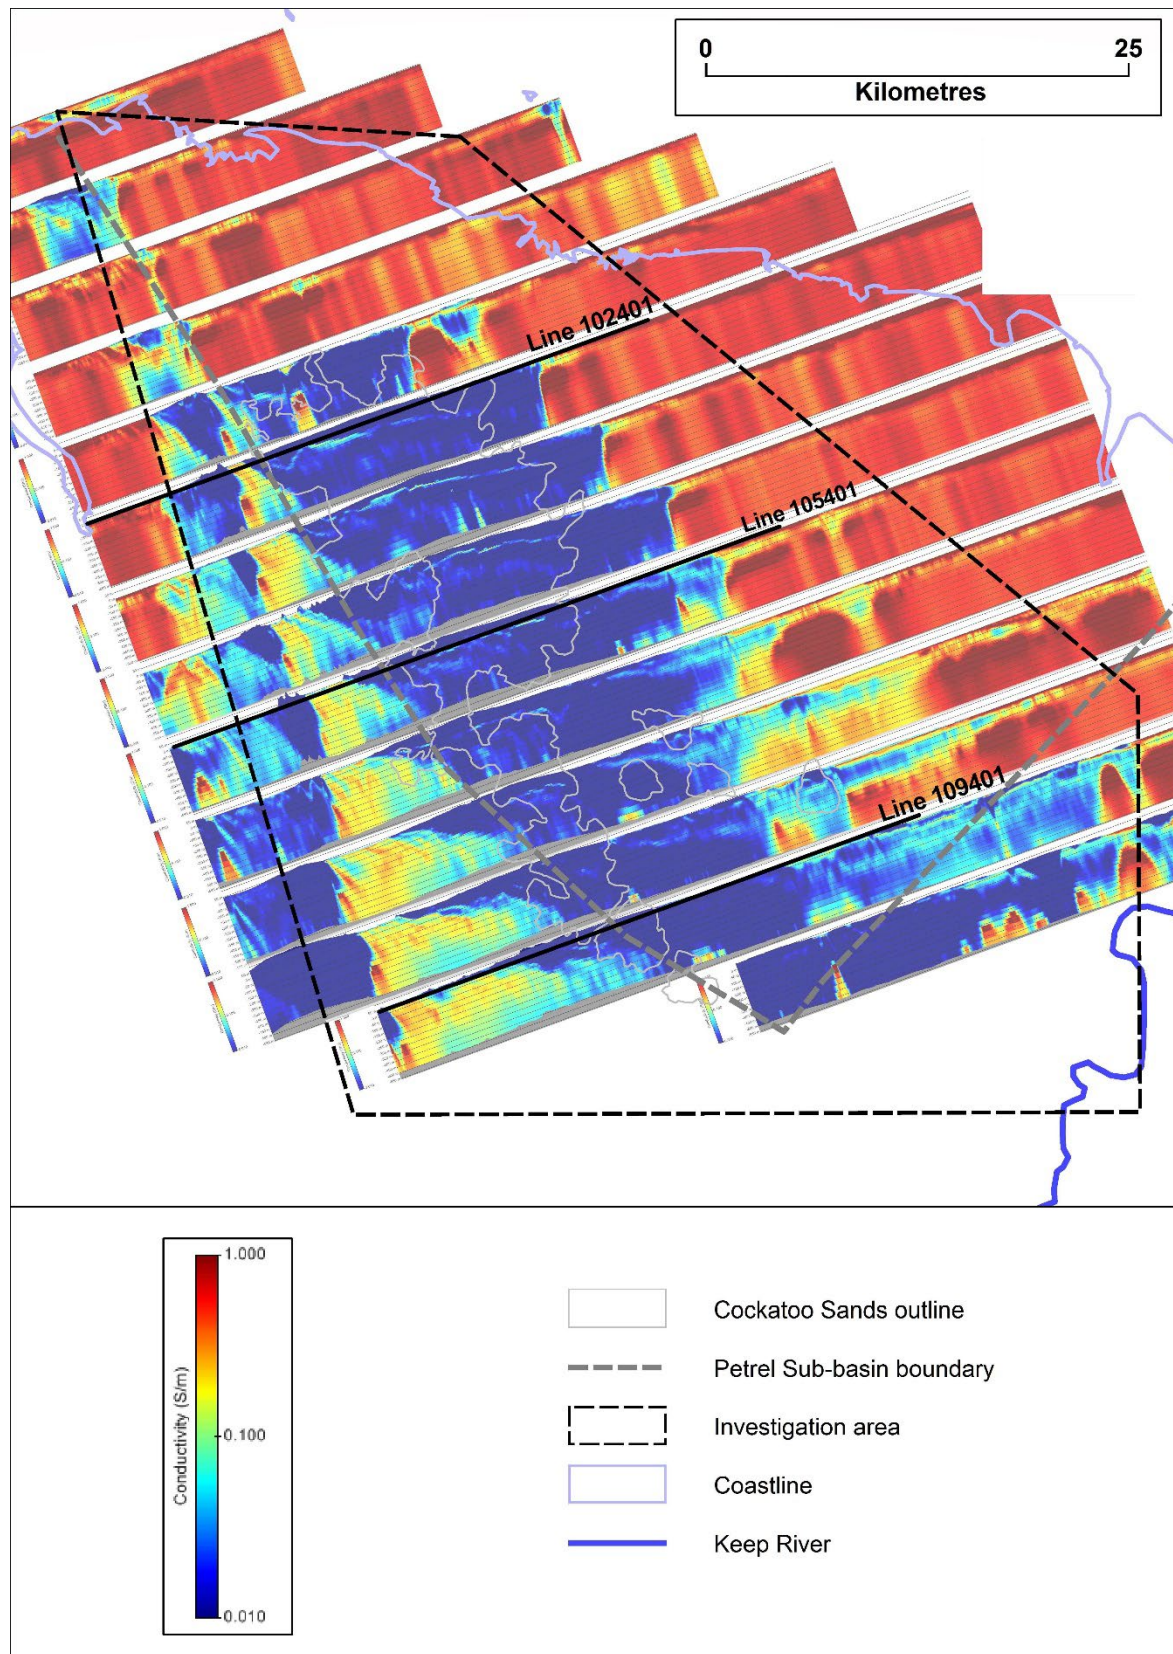 0 25
Kilometres
Line 102401
Line 105401
Line 109401
Conductivity (S/m)
1.000
0.100
0.010
Cockatoo Sands outline
Petrel Sub-basin boundary
Investigation area
Coastline
Keep River